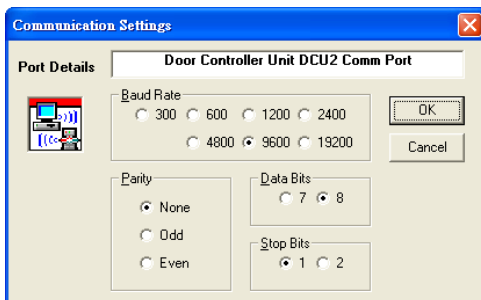 Communication Settings
Port Details
Door Controller Unit DCU2 Comm Port
Baud Rate
300 600 1200 2400
4800 9600 19200
OK
Cancel
Parity
None
Odd
Even
Data Bits
7 8
Stop Bits
1 2